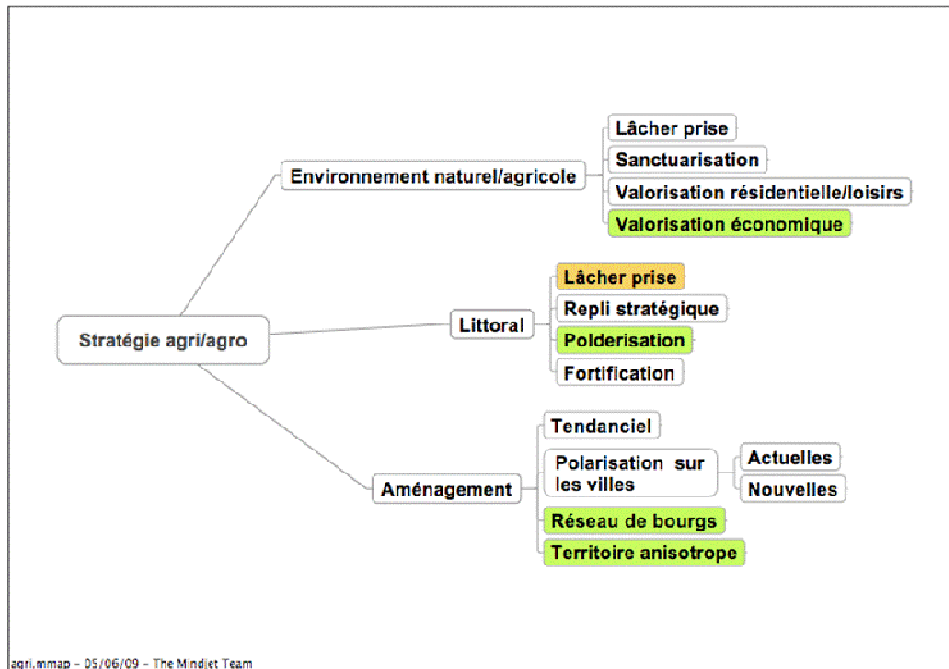 Stratégie agri/agro
Environnement naturel/agricole
Lâcher prise
Sanctuarisation
Valorisation résidentielle/loisirs
Valorisation économique
Littoral
Lâcher prise
Repli stratégique
Polderisation
Fortification
Aménagement
Tendanciel
Polarisation sur
les villes
Actuelles
Nouvelles
Réseau de bourgs
Territoire anisotrope
agri.mmap - 05/06/09 - The Mindjet Team